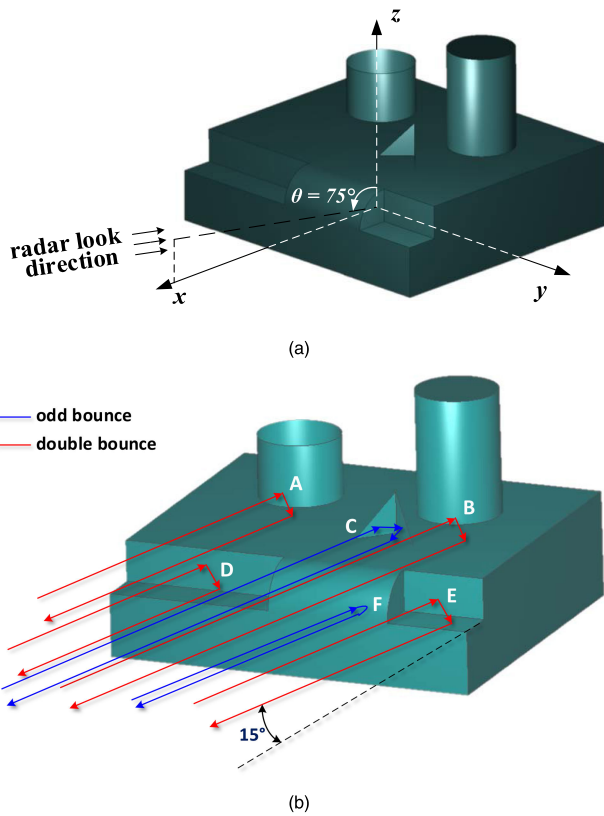 z
θ = 75°
radar look
direction
x
y
(a)
odd bounce
double bounce
A
B
C
D
E
F
15°
(b)